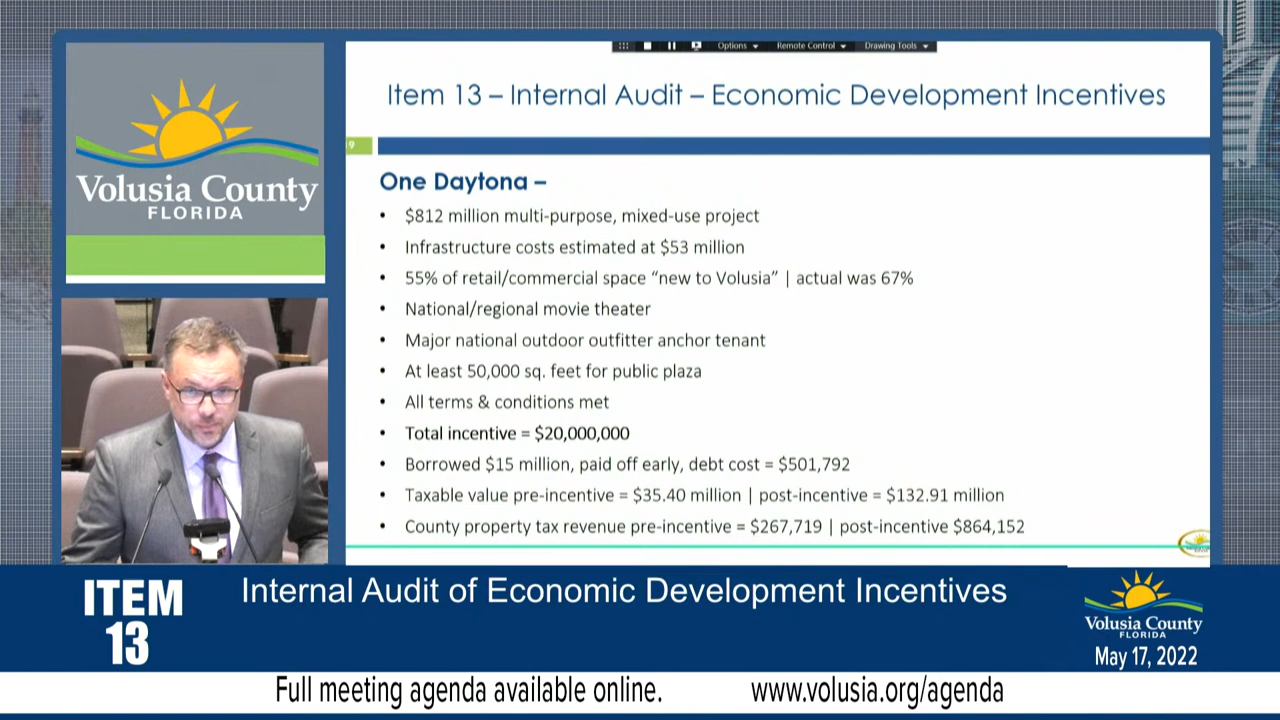 Options
Remote Control
Drawing Tools
Item 13 – Internal Audit – Economic Development Incentives
9
Volusia County
FLORIDA
One Daytona –
• $812 million multi-purpose, mixed-use project
• Infrastructure costs estimated at $53 million
• 55% of retail/commercial space “new to Volusia” | actual was 67%
• National/regional movie theater
• Major national outdoor outfitter anchor tenant
• At least 50,000 sq. feet for public plaza
• All terms & conditions met
• Total incentive = $20,000,000
• Borrowed $15 million, paid off early, debt cost = $501,792
• Taxable value pre-incentive = $35.40 million | post-incentive = $132.91 million
• County property tax revenue pre-incentive = $267,719 | post-incentive $864,152
ITEM
13
Internal Audit of Economic Development Incentives
Volusia County
FLORIDA
May 17, 2022
Full meeting agenda available online.
www.volusia.org/agenda